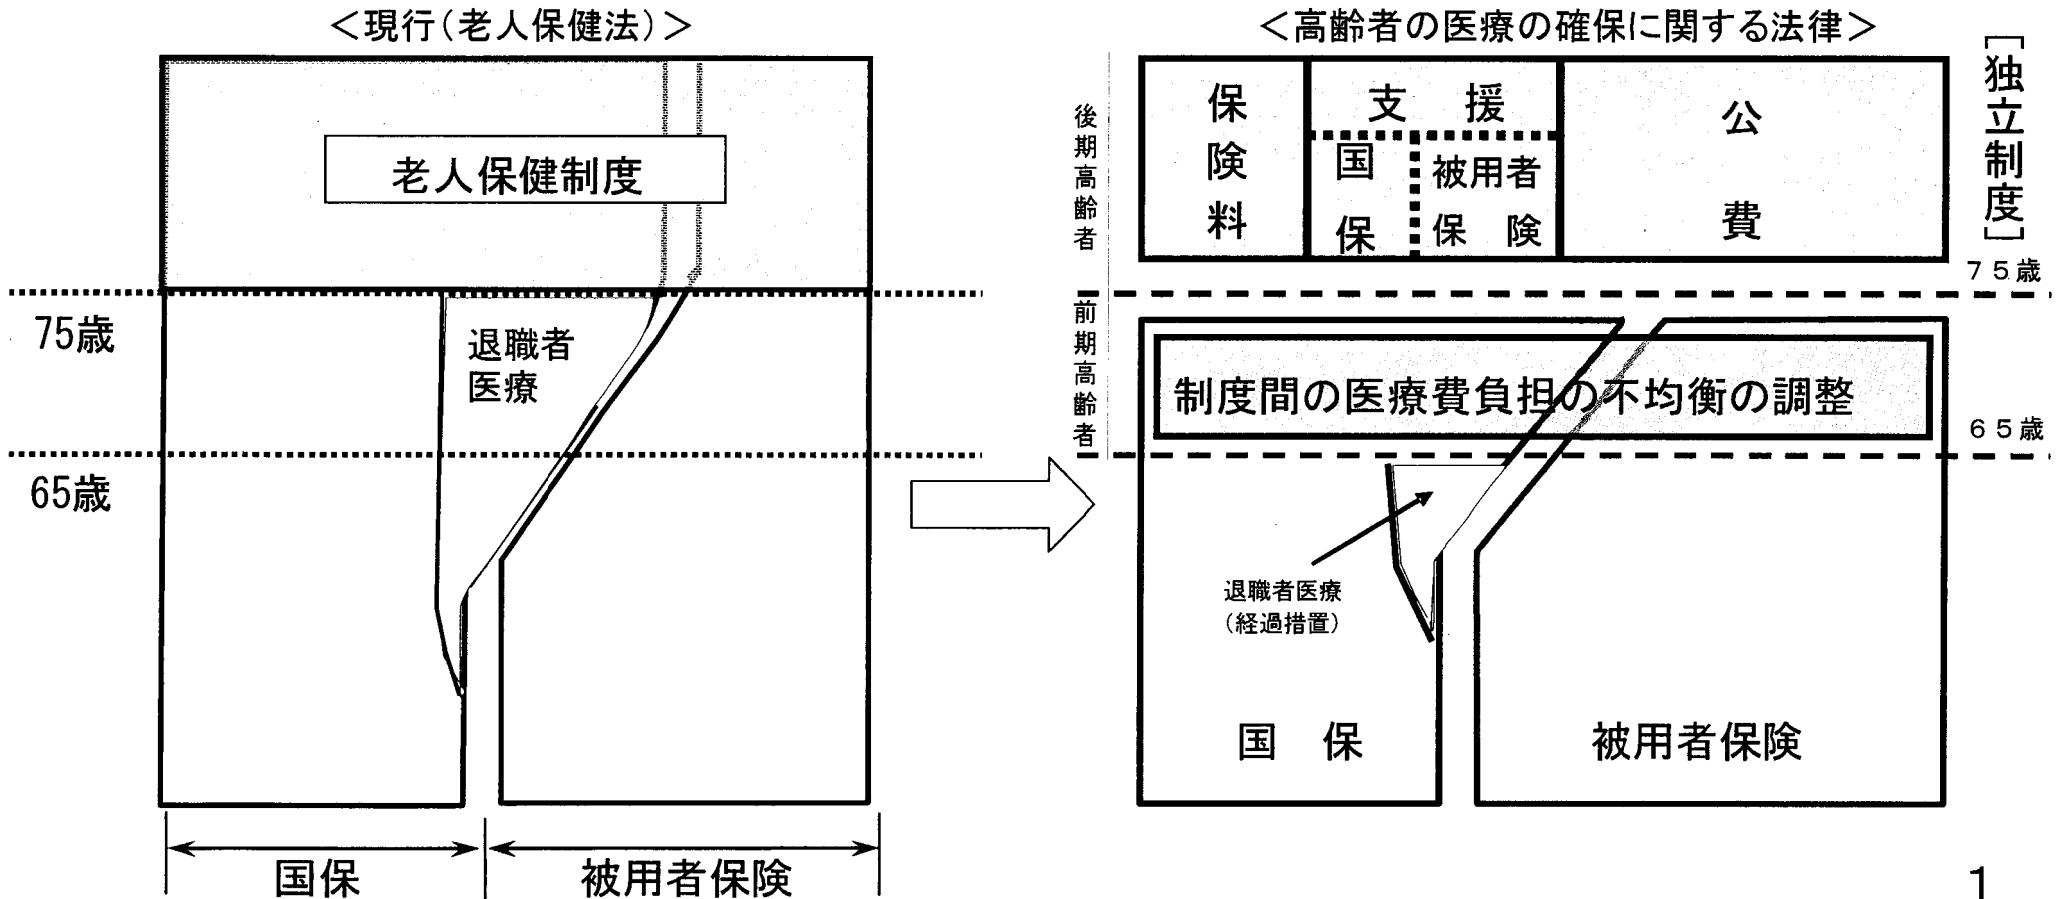 ＜現行（老人保健法）＞
老人保健制度
75歳
退職者
医療
65歳
国保
被用者保険
＜高齢者の医療の確保に関する法律＞
［独立制度］
後期高齢者
保険料
支　援
国保
被用者
保　険
公費
７５歳
前期高齢者
制度間の医療費負担の不均衡の調整
６５歳
退職者医療
（経過措置）
国　保
被用者保険
1